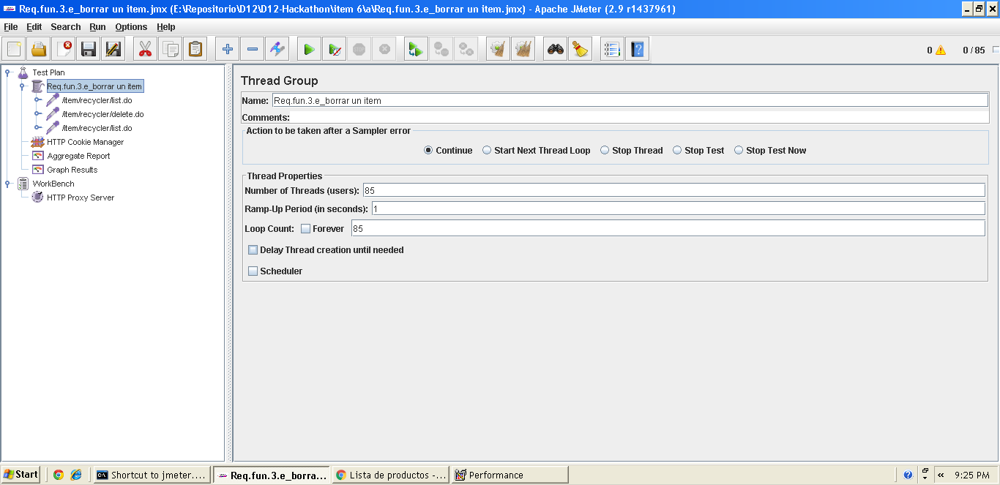 Req.fun.3.e_borrar un item.jmx (E:\Repositorio\D12\D12-Hackathon\item 6\a\Req.fun.3.e_borrar un item.jmx) - Apache JMeter (2.9 r1437961)
File Edit Search Run Options Help
0 0 / 85
Test Plan
Req.fun.3.e_borrar un item
/item/recycler/list.do
/item/recycler/delete.do
/item/recycler/list.do
HTTP Cookie Manager
Aggregate Report
Graph Results
WorkBench
HTTP Proxy Server
Thread Group
Name: Req.fun.3.e_borrar un item
Comments:
Action to be taken after a Sampler error
Continue Start Next Thread Loop Stop Thread Stop Test Stop Test Now
Thread Properties
Number of Threads (users): 85
Ramp-Up Period (in seconds): 1
Loop Count: Forever 85
Delay Thread creation until needed
Scheduler
Start Shortcut to jmeter.... Req.fun.3.e_borra... Lista de productos -... Performance « 9:25 PM